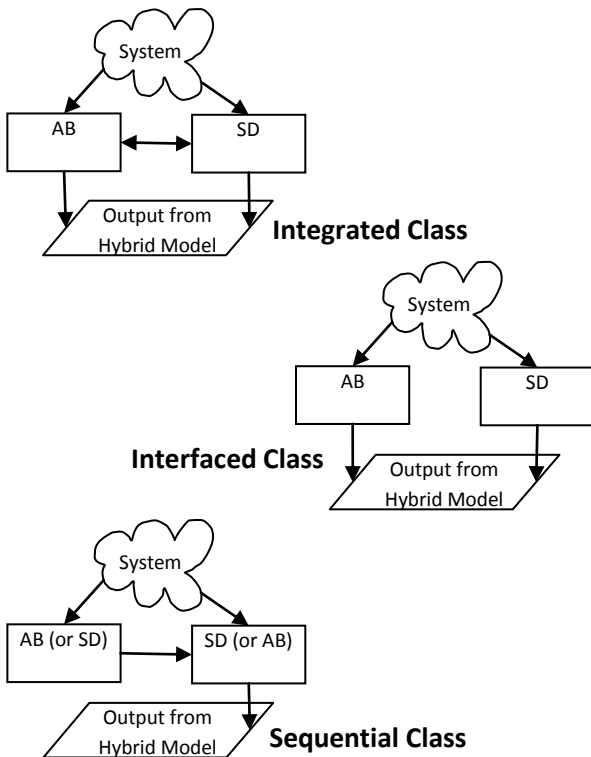 System
AB
SD
Output from
Hybrid Model
Integrated Class
System
AB
SD
Interfaced Class
Output from
Hybrid Model
System
AB (or SD)
SD (or AB)
Output from
Hybrid Model
Sequential Class